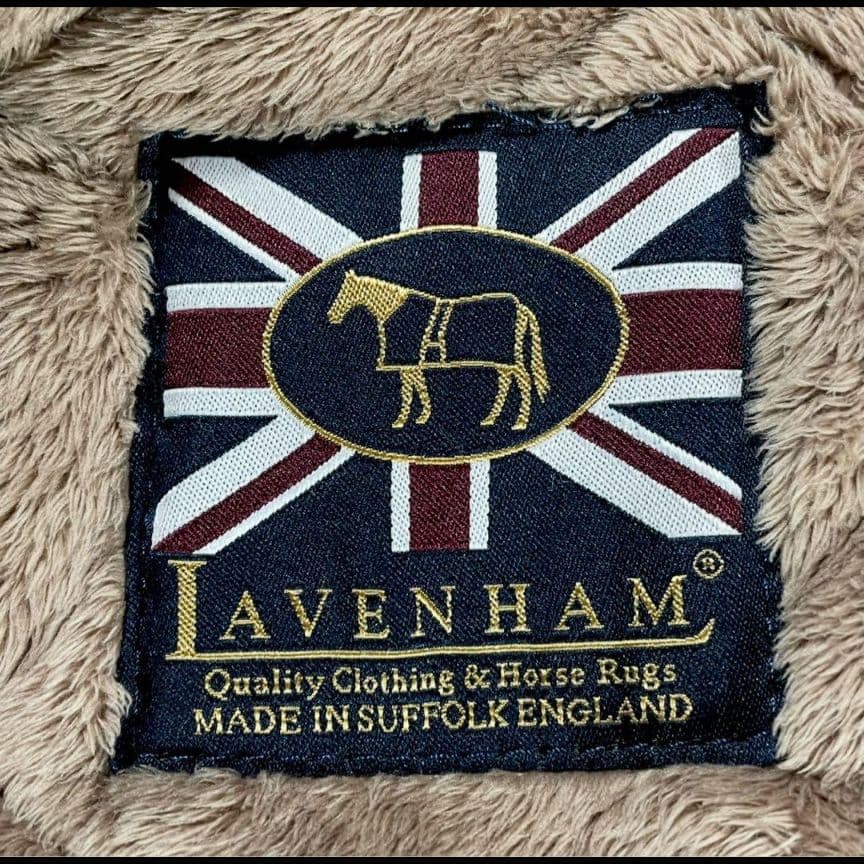 LAVENHAM®
Quality Clothing & Horse Rugs
MADE IN SUFFOLK ENGLAND